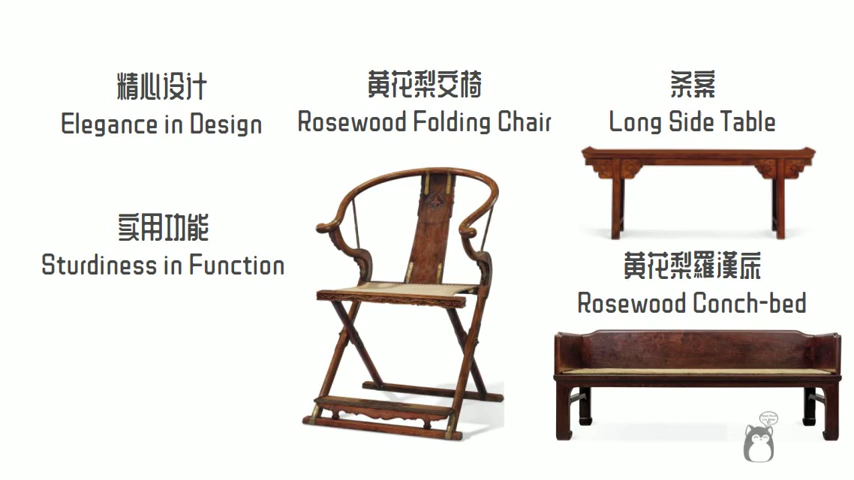 精心设计
Elegance in Design
实用功能
Sturdiness in Function
黄花梨交椅
Rosewood Folding Chair
条案
Long Side Table
黄花梨羅漢床
Rosewood Conch-bed